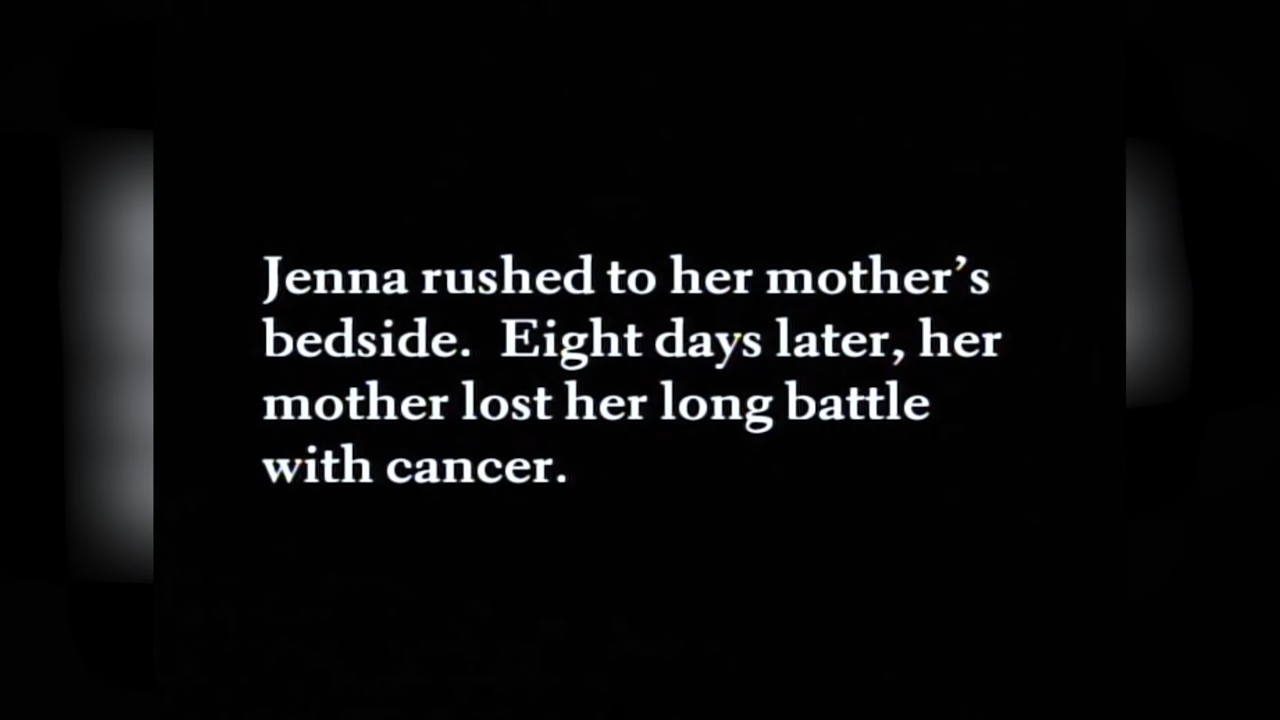 Jenna rushed to her mother’s
bedside.  Eight days later, her
mother lost her long battle
with cancer.